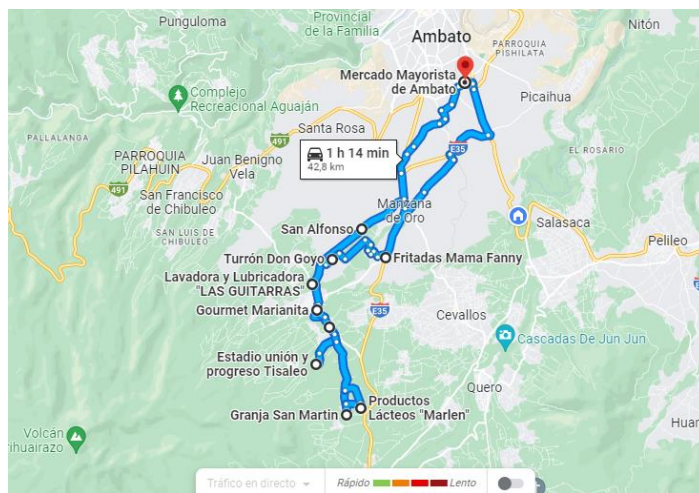 Punguloma
Provincial
de la Familia
Ambato
Nitón
PARROQUIA
PISHILATA
Mercado Mayorista
de Ambato
Picaihua
Complejo
Recreacional Aguaján
Santa Rosa
491
PALLALANGA
PARROQUIA
PILAHUIN
Juan Benigno
Vela
1 h 14 min
42,8 km
E35
EL ROSARIO
491
San Francisco
de Chibuleo
SAN LUIS DE
CHIBULEO
Montana
de Oro
Salasaca
San Alfonso
Pelileo
Turrón Don Goyo
Fritadas Mama Fanny
Lavadora y Lubricadora
"LAS GUITARRAS"
Gourmet Marianita
E35
Cevallos
Cascadas De Jun Jun
Estadio unión y
progreso Tisaleo
Quero
Productos
Lácteos "Marlen"
Granja San Martin
Huam
Volcán
rihuairazo
Tráfico en directo
Rápido
Lento